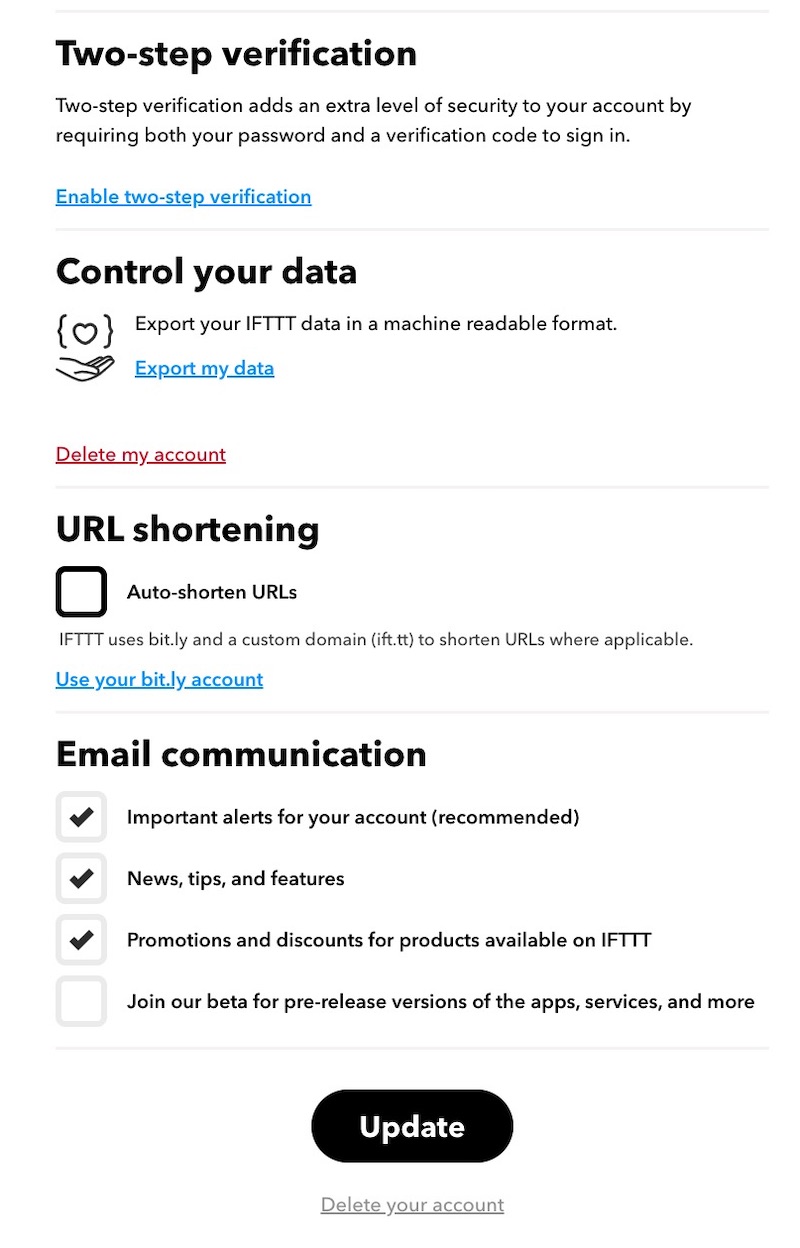 Two-step verification
Two-step verification adds an extra level of security to your account by
requiring both your password and a verification code to sign in.
Enable two-step verification
Control your data
Export your IFTTT data in a machine readable format.
Export my data
Delete my account
URL shortening
Auto-shorten URLs
IFTTT uses bit.ly and a custom domain (ift.tt) to shorten URLs where applicable.
Use your bit.ly account
Email communication
Important alerts for your account (recommended)
News, tips, and features
Promotions and discounts for products available on IFTTT
Join our beta for pre-release versions of the apps, services, and more
Update
Delete your account